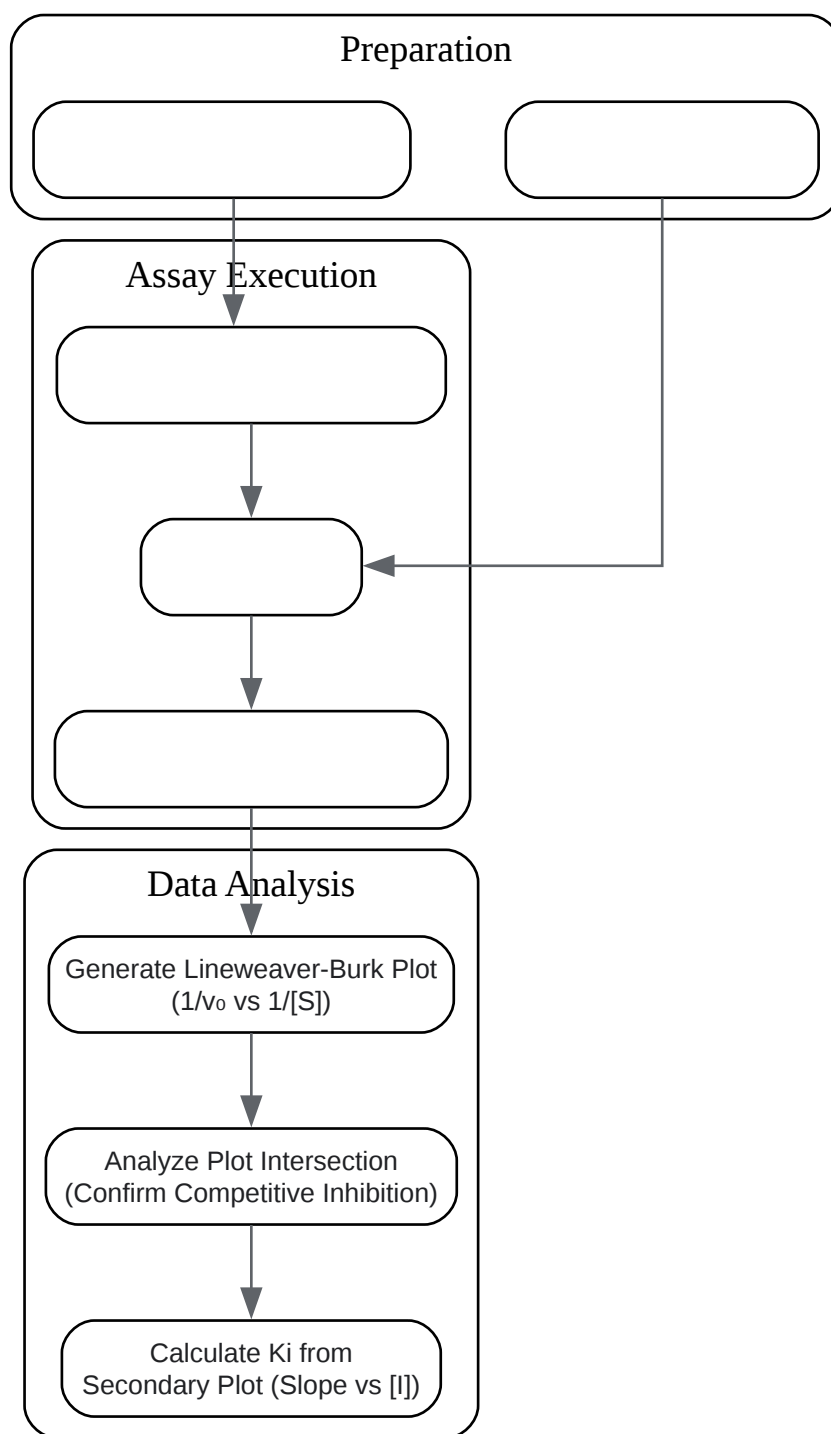 Preparation
Assay Execution
Data Analysis
Generate Lineweaver-Burk Plot
(1/v₀ vs 1/[S])
Analyze Plot Intersection
(Confirm Competitive Inhibition)
Calculate Ki from
Secondary Plot (Slope vs [I])